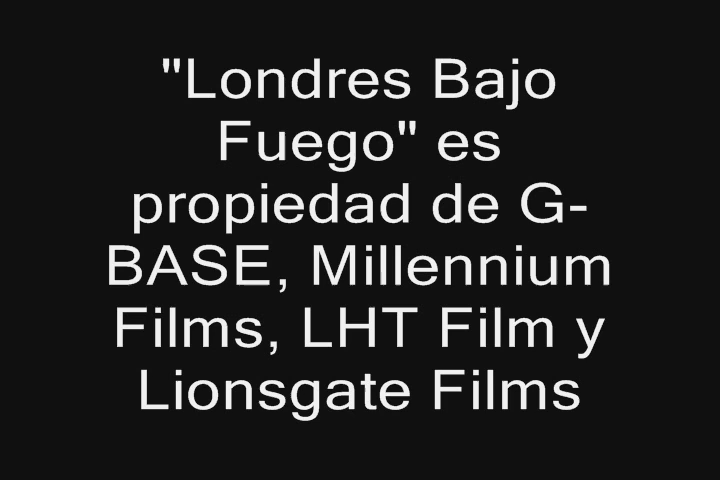 "Londres Bajo
Fuego" es
propiedad de G-
BASE, Millennium
Films, LHT Film y
Lionsgate Films